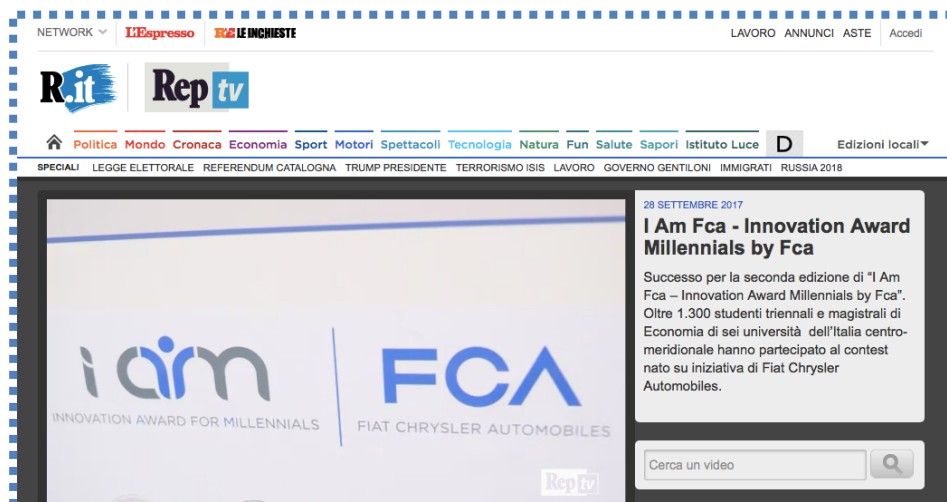 NETWORK L'Espresso RE LE INCHIESTE LAVORO ANNUNCI ASTE Accedi
R.it Rep tv
Politica Mondo Cronaca Economia Sport Motori Spettacoli Tecnologia Natura Fun Salute Sapori Istituto Luce D Edizioni locali
SPECIALI LEGGE ELETTORALE REFERENDUM CATALOGNA TRUMP PRESIDENTE TERRORISMO ISIS LAVORO GOVERNO GENTILONI IMMIGRATI RUSSIA 2018
i am
INNOVATION AWARD FOR MILLENNIALS
FCA
FIAT CHRYSLER AUTOMOBILES
Rep tv
28 SETTEMBRE 2017
I Am Fca - Innovation Award
Millennials by Fca
Successo per la seconda edizione di “I Am
Fca – Innovation Award Millennials by Fca”.
Oltre 1.300 studenti triennali e magistrali di
Economia di sei università dell'Italia centro-
meridionale hanno partecipato al contest
nato su iniziativa di Fiat Chrysler
Automobiles.
Cerca un video